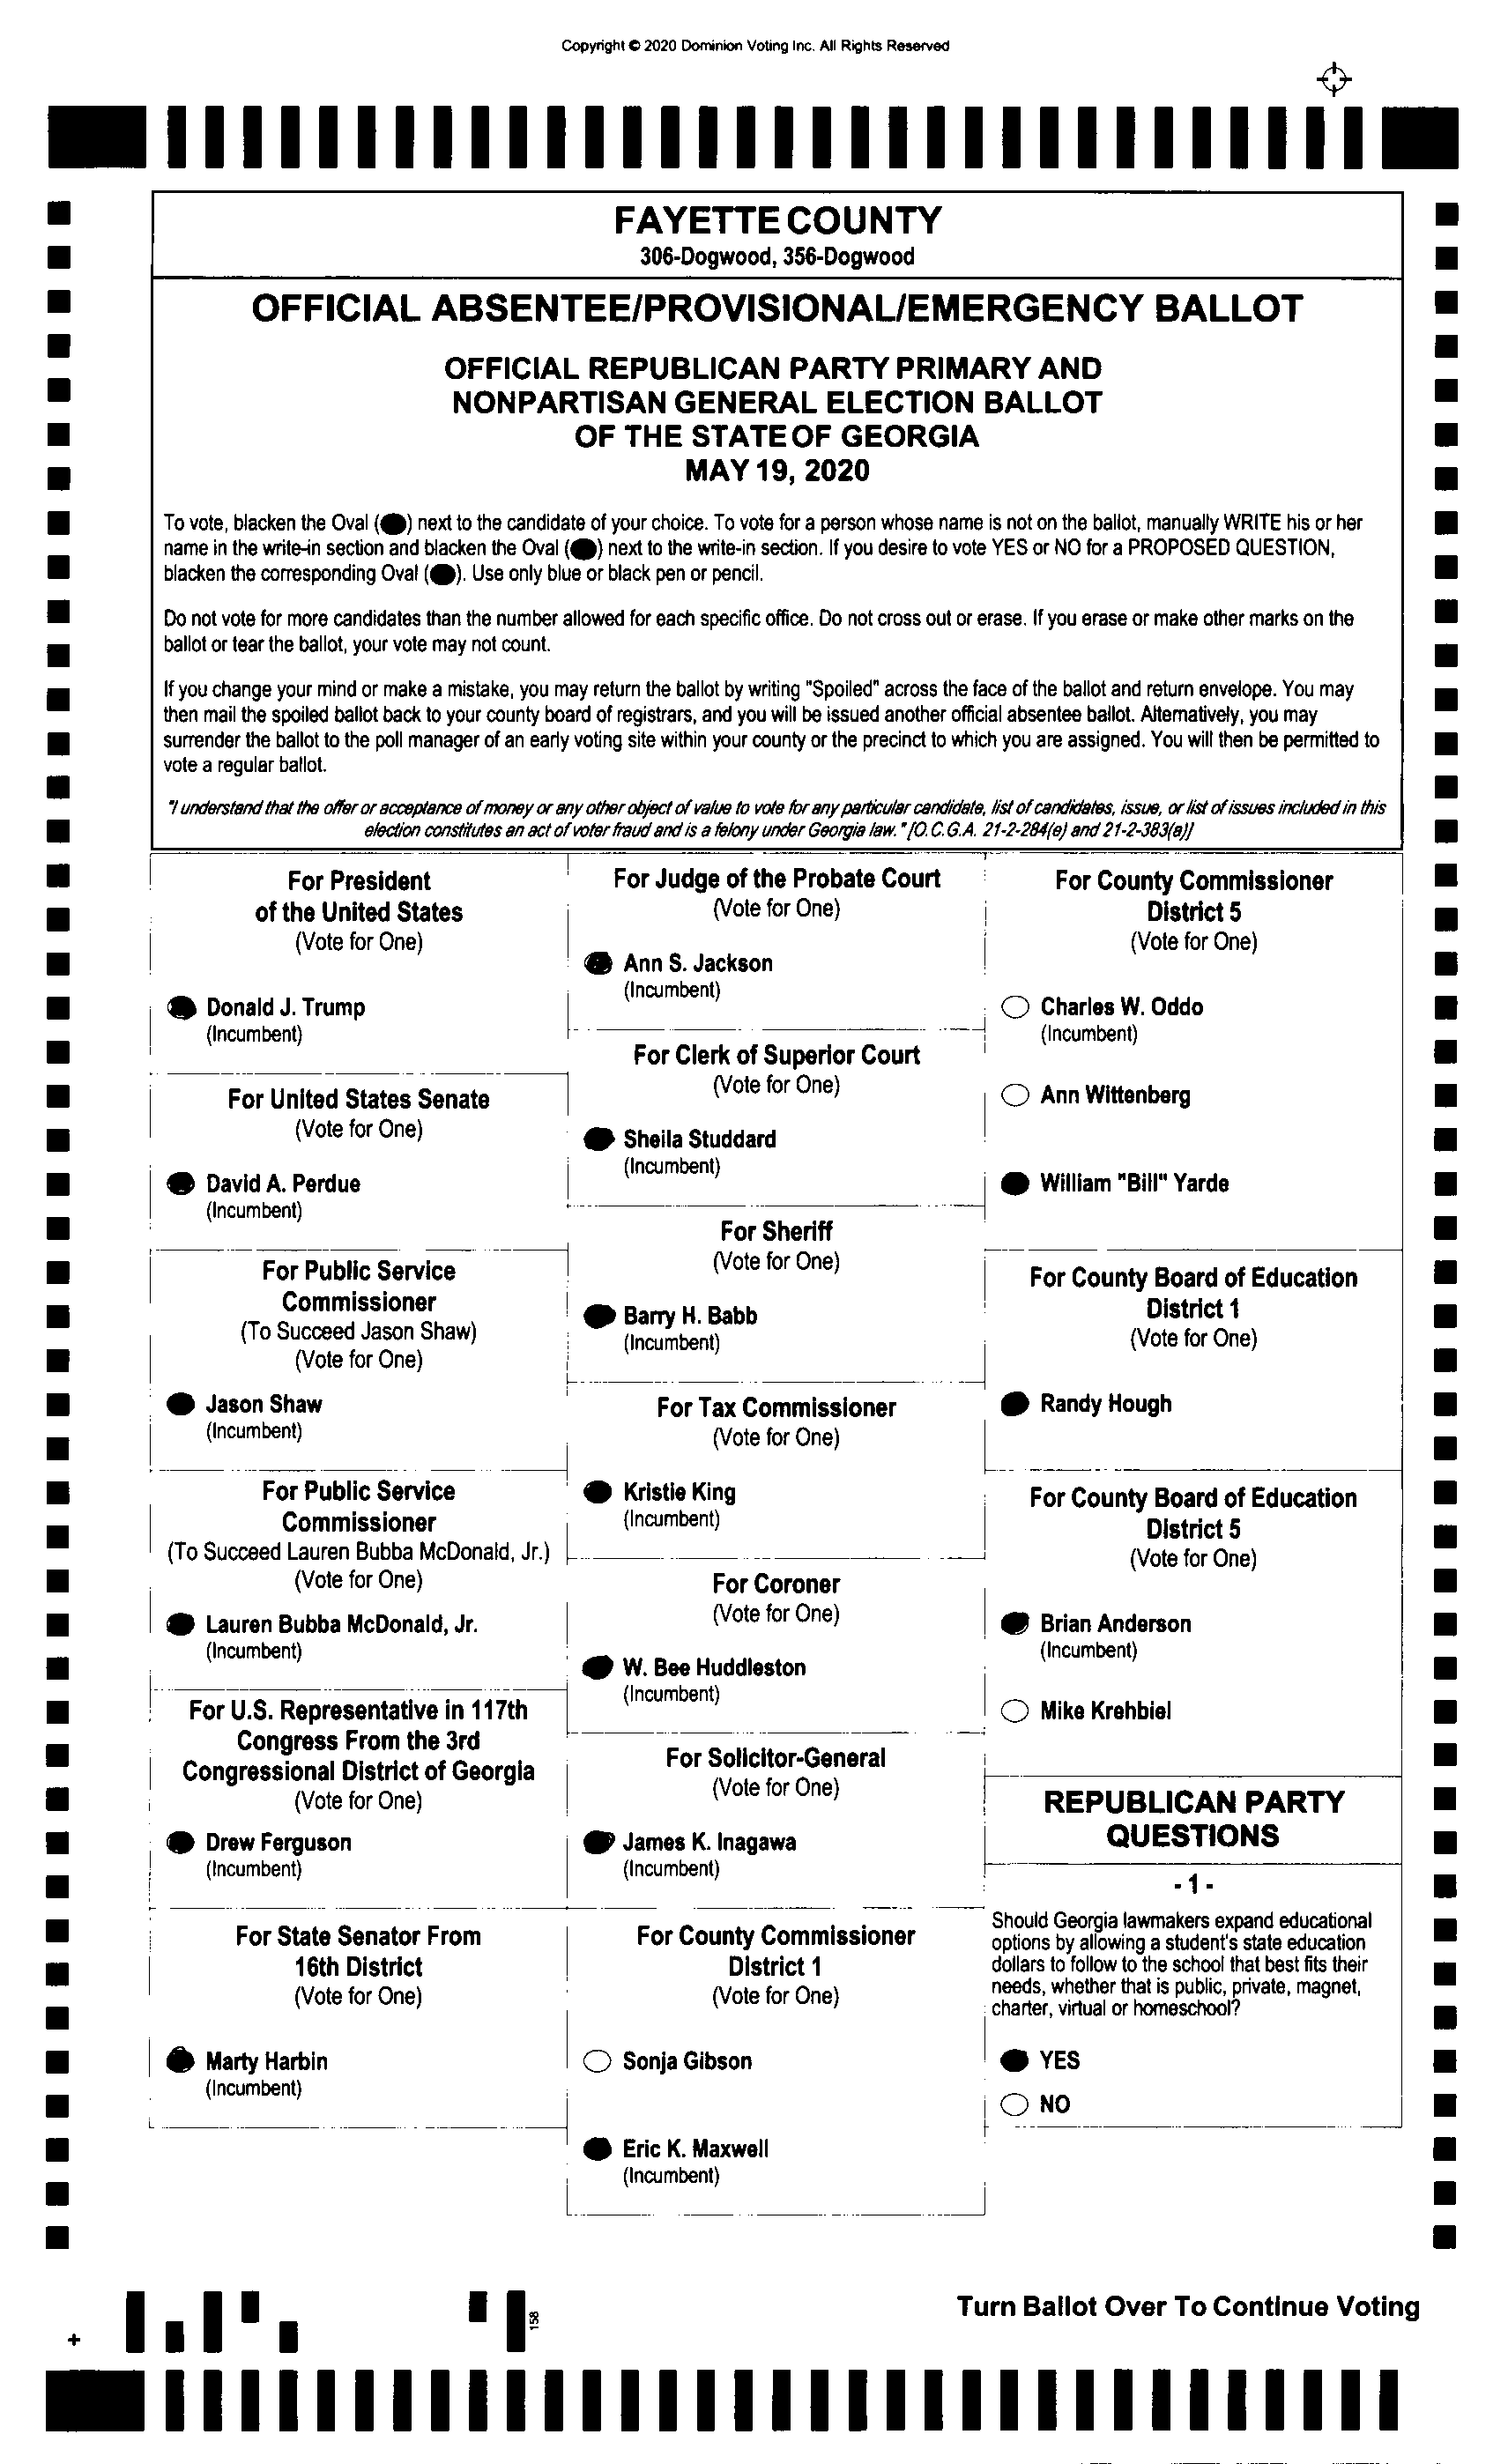 Copyright © 2020 Dominion Voting Inc. All Rights Reserved
FAYETTE COUNTY
306-Dogwood, 356-Dogwood
OFFICIAL ABSENTEE/PROVISIONAL/EMERGENCY BALLOT
OFFICIAL REPUBLICAN PARTY PRIMARY AND
NONPARTISAN GENERAL ELECTION BALLOT
OF THE STATE OF GEORGIA
MAY 19, 2020
To vote, blacken the Oval ( ) next to the candidate of your choice. To vote for a person whose name is not on the ballot, manually WRITE his or her
name in the write-in section and blacken the Oval ( ) next to the write-in section. If you desire to vote YES or NO for a PROPOSED QUESTION,
blacken the corresponding Oval ( ). Use only blue or black pen or pencil.
Do not vote for more candidates than the number allowed for each specific office. Do not cross out or erase. If you erase or make other marks on the
ballot or tear the ballot, your vote may not count.
If you change your mind or make a mistake, you may return the ballot by writing "Spoiled" across the face of the ballot and return envelope. You may
then mail the spoiled ballot back to your county board of registrars, and you will be issued another official absentee ballot. Alternatively, you may
surrender the ballot to the poll manager of an early voting site within your county or the precinct to which you are assigned. You will then be permitted to
vote a regular ballot.
"I understand that the offer or acceptance of money or any other object of value to vote for any particular candidate, list of candidates, issue, or list of issues included in this
election constitutes an act of voter fraud and is a felony under Georgia law." [O.C.G.A. 21-2-284(e) and 21-2-383(a)]
For President
of the United States
(Vote for One)
Donald J. Trump
(Incumbent)
For United States Senate
(Vote for One)
David A. Perdue
(Incumbent)
For Public Service
Commissioner
(To Succeed Jason Shaw)
(Vote for One)
Jason Shaw
(Incumbent)
For Public Service
Commissioner
(To Succeed Lauren Bubba McDonald, Jr.)
(Vote for One)
Lauren Bubba McDonald, Jr.
(Incumbent)
For U.S. Representative in 117th
Congress From the 3rd
Congressional District of Georgia
(Vote for One)
Drew Ferguson
(Incumbent)
For State Senator From
16th District
(Vote for One)
Marty Harbin
(Incumbent)
For Judge of the Probate Court
(Vote for One)
Ann S. Jackson
(Incumbent)
For Clerk of Superior Court
(Vote for One)
Sheila Studdard
(Incumbent)
For Sheriff
(Vote for One)
Barry H. Babb
(Incumbent)
For Tax Commissioner
(Vote for One)
Kristie King
(Incumbent)
For Coroner
(Vote for One)
W. Bee Huddleston
(Incumbent)
For Solicitor-General
(Vote for One)
James K. Inagawa
(Incumbent)
For County Commissioner
District 1
(Vote for One)
Sonja Gibson
Eric K. Maxwell
(Incumbent)
For County Commissioner
District 5
(Vote for One)
Charles W. Oddo
(Incumbent)
Ann Wittenberg
William "Bill" Yarde
For County Board of Education
District 1
(Vote for One)
Randy Hough
For County Board of Education
District 5
(Vote for One)
Brian Anderson
(Incumbent)
Mike Krehbiel
REPUBLICAN PARTY
QUESTIONS
- 1 -
Should Georgia lawmakers expand educational
options by allowing a student's state education
dollars to follow to the school that best fits their
needs, whether that is public, private, magnet,
charter, virtual or homeschool?
YES
NO
Turn Ballot Over To Continue Voting
+
158